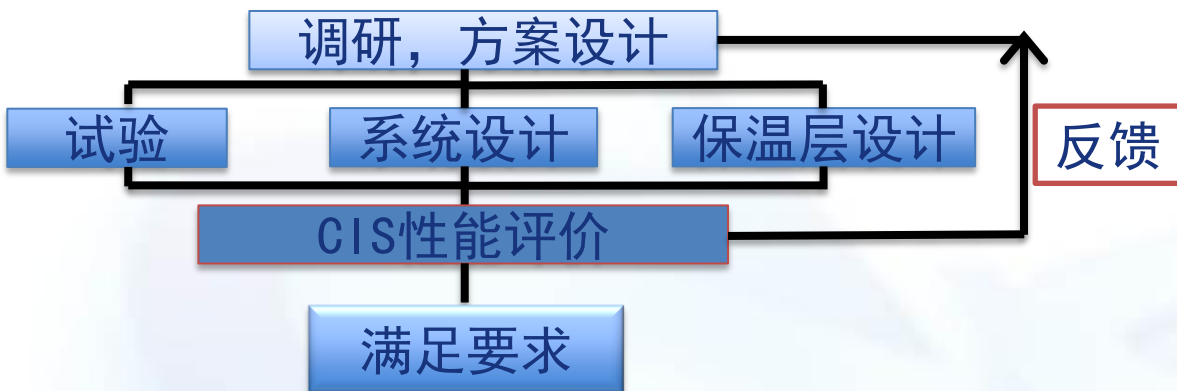 调研，方案设计
试验
系统设计
保温层设计
反馈
CIS性能评价
满足要求